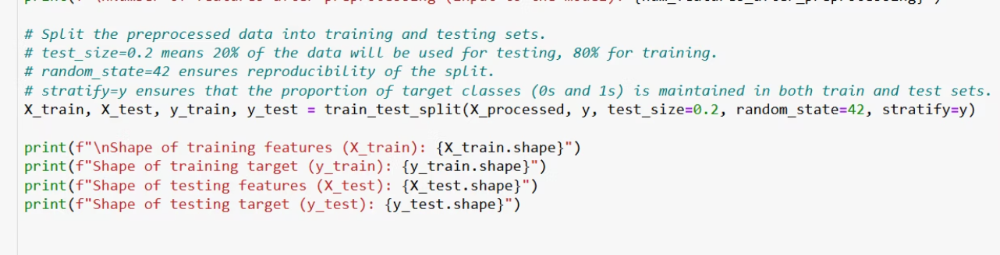 # Split the preprocessed data into training and testing sets.
# test_size=0.2 means 20% of the data will be used for testing, 80% for training.
# random_state=42 ensures reproducibility of the split.
# stratify=y ensures that the proportion of target classes (0s and 1s) is maintained in both train and test sets.
X_train, X_test, y_train, y_test = train_test_split(X_processed, y, test_size=0.2, random_state=42, stratify=y)
print(f"\nShape of training features (X_train): {X_train.shape}")
print(f"Shape of training target (y_train): {y_train.shape}")
print(f"Shape of testing features (X_test): {X_test.shape}")
print(f"Shape of testing target (y_test): {y_test.shape}")